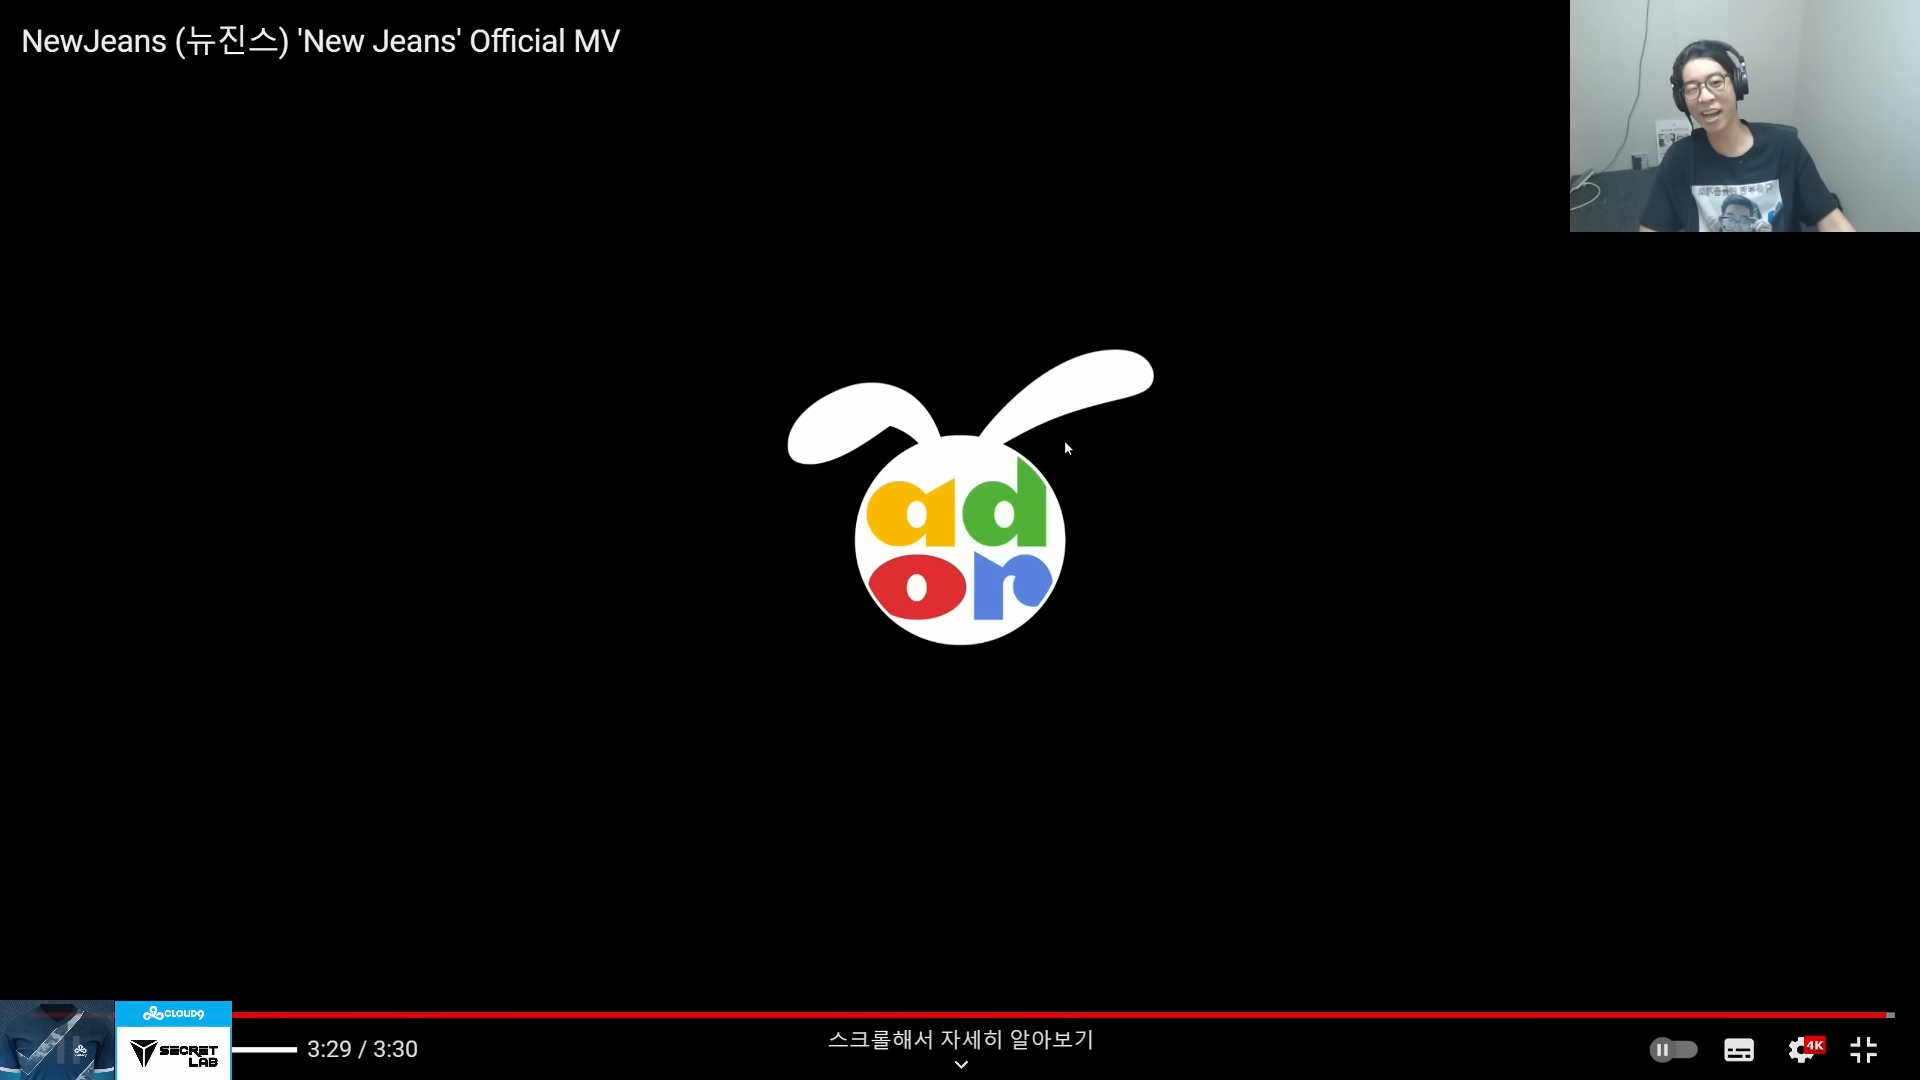 NewJeans (뉴진스) 'New Jeans' Official MV
ad
or
CLOUD9
SECRET
LAB
3:29 / 3:30
스크롤해서 자세히 알아보기
4K